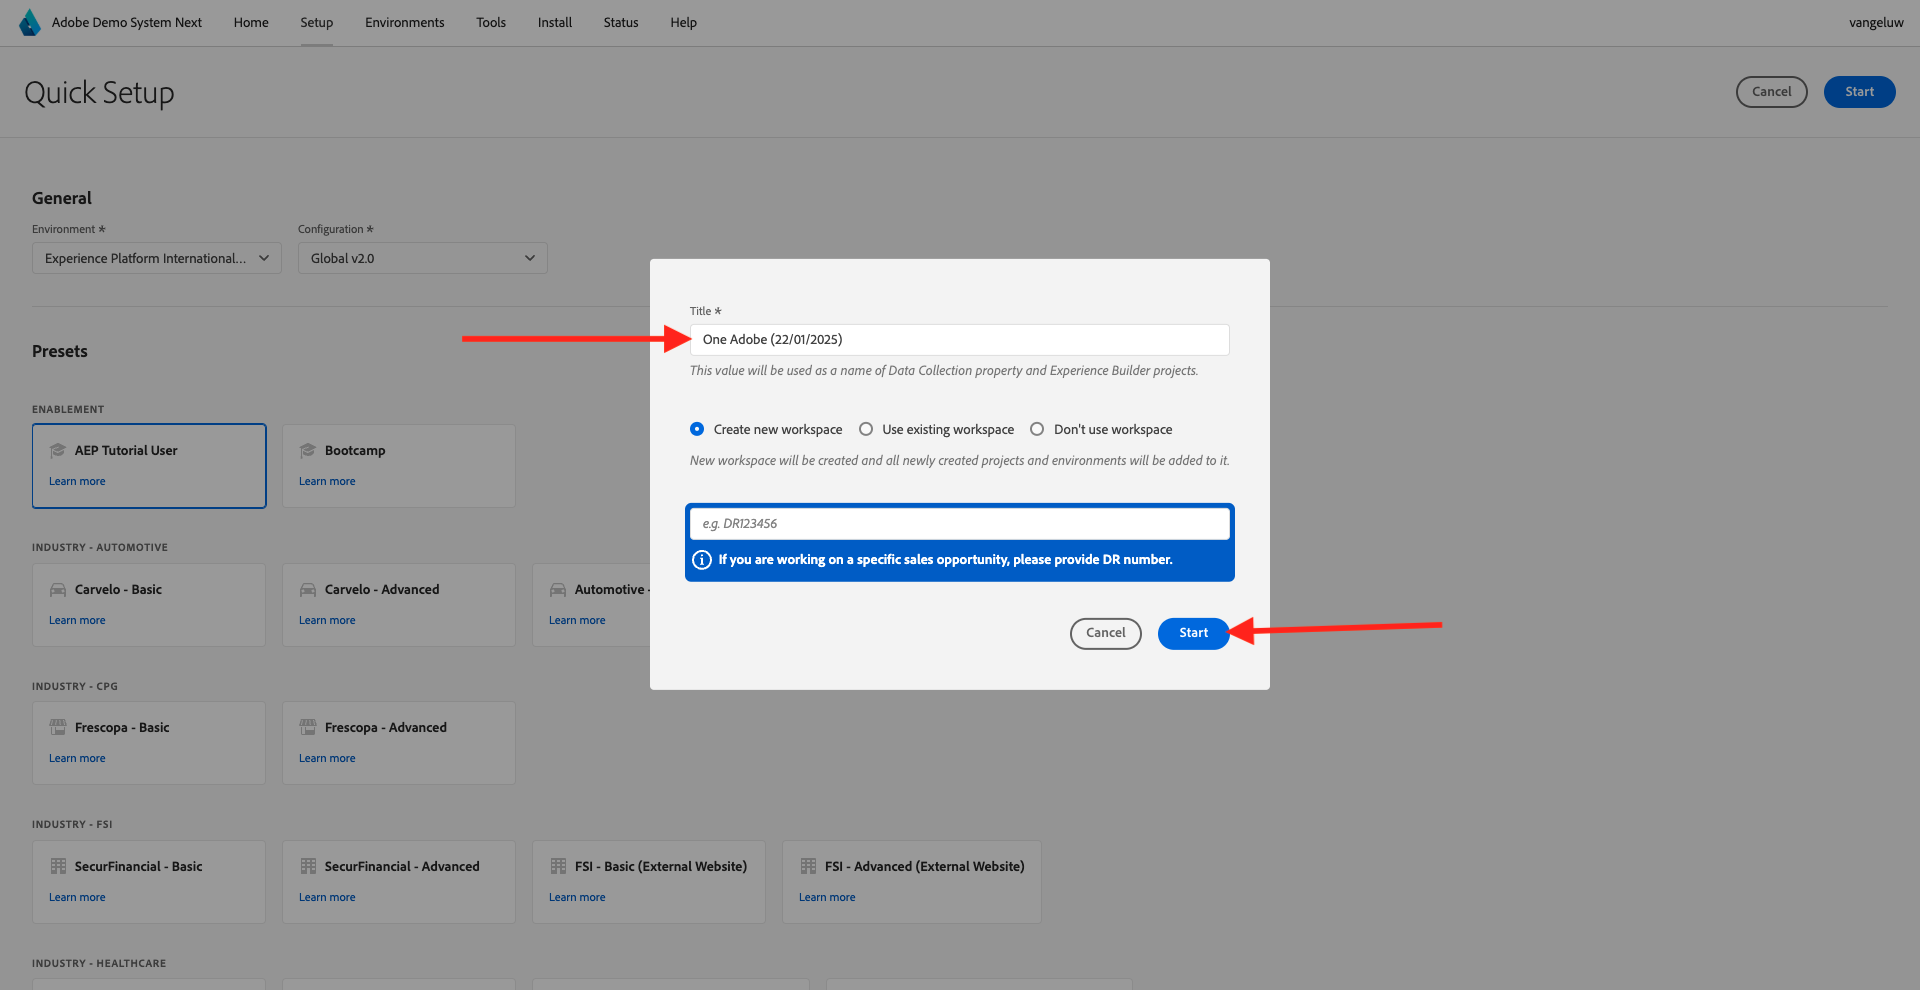 Adobe Demo System Next Home Setup Environments Tools Install Status Help vangeluw
Quick Setup
Cancel Start
General
Environment * Configuration *
Experience Platform International... Global v2.0
Title *
One Adobe (22/01/2025)
This value will be used as a name of Data Collection property and Experience Builder projects.
Create new workspace Use existing workspace Don't use workspace
New workspace will be created and all newly created projects and environments will be added to it.
e.g. DR123456
If you are working on a specific sales opportunity, please provide DR number.
Cancel Start
Presets
ENABLEMENT
AEP Tutorial User Bootcamp
Learn more Learn more
INDUSTRY - AUTOMOTIVE
Carvelo - Basic Carvelo - Advanced Automotive -
Learn more Learn more Learn more
INDUSTRY - CPG
Frescopa - Basic Frescopa - Advanced
Learn more Learn more
INDUSTRY - FSI
SecurFinancial - Basic SecurFinancial - Advanced FSI - Basic (External Website) FSI - Advanced (External Website)
Learn more Learn more Learn more Learn more
INDUSTRY - HEALTHCARE